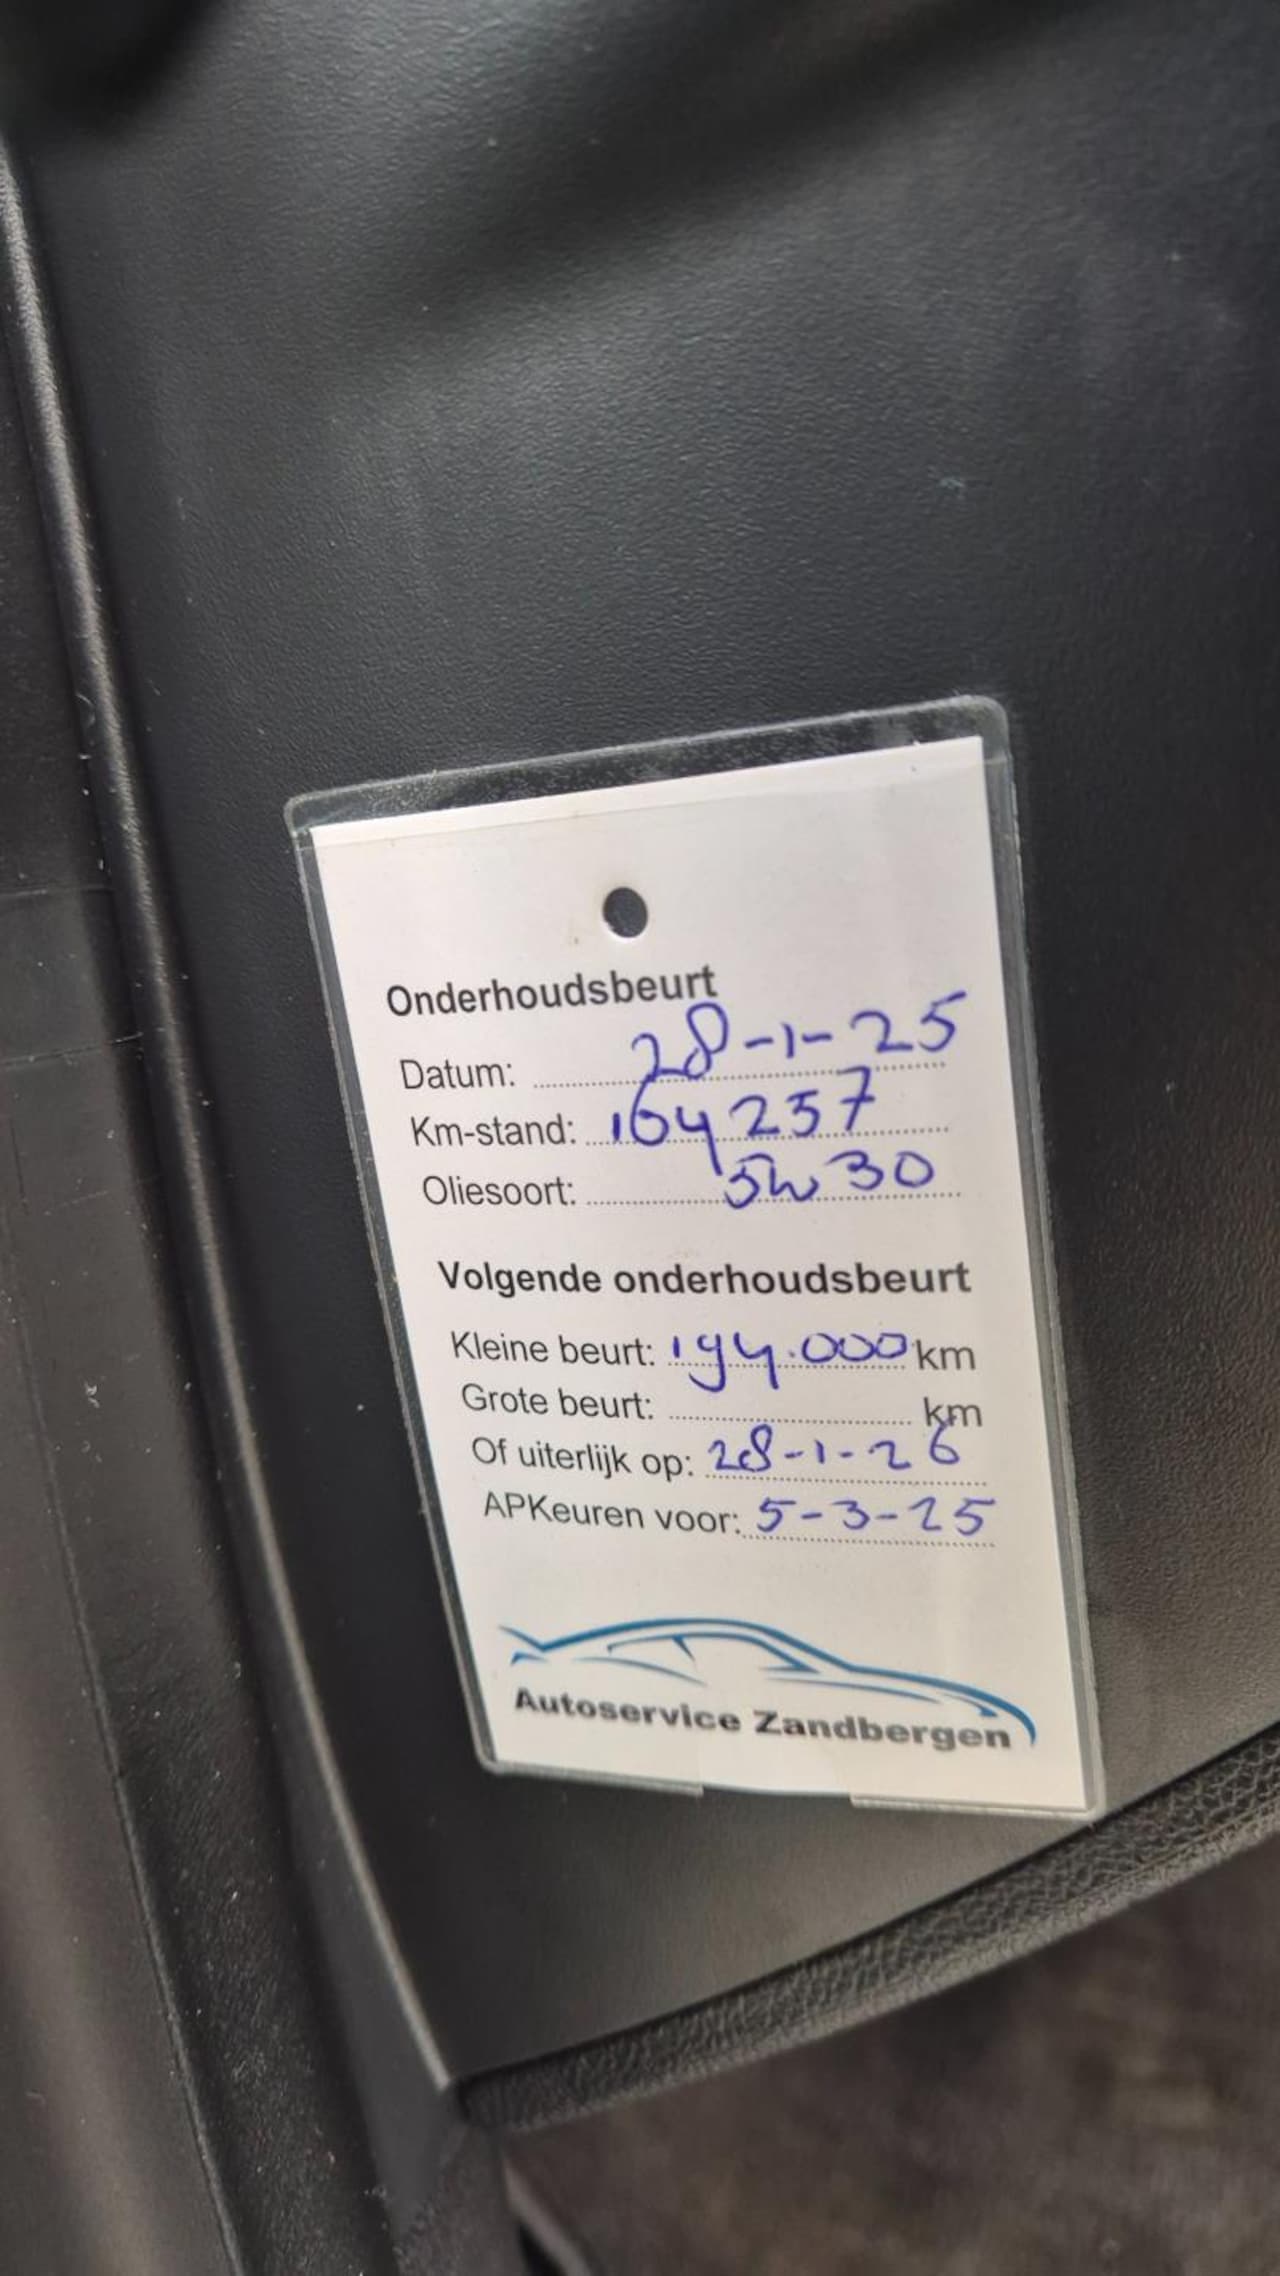 Onderhoudsbeurt
Datum: 28-1-25
Km-stand: 164257
Oliesoort: 5W30
Volgende onderhoudsbeurt
Kleine beurt: 194.000 km
Grote beurt: km
Of uiterlijk op: 28-1-26
APKeuren voor: 5-3-25
Autoservice Zandbergen